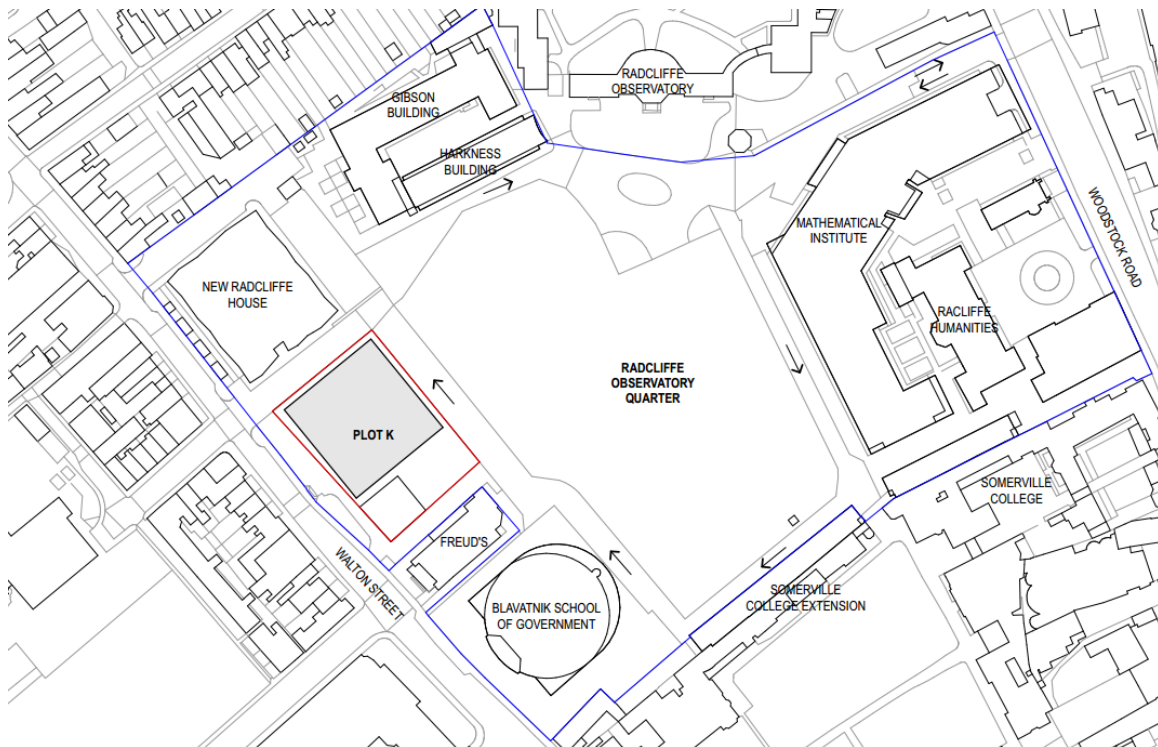 RADCLIFFE
OBSERVATORY
GIBSON
BUILDING
HARKNESS
BUILDING
WOODSTOCK ROAD
MATHEMATICAL
INSTITUTE
NEW RADCLIFFE
HOUSE
RACLIFFE
HUMANITIES
RADCLIFFE
OBSERVATORY
QUARTER
PLOT K
SOMERVILLE
COLLEGE
FREUD'S
WALTON STREET
SOMERVILLE
COLLEGE EXTENSION
BLAVATNIK SCHOOL
OF GOVERNMENT